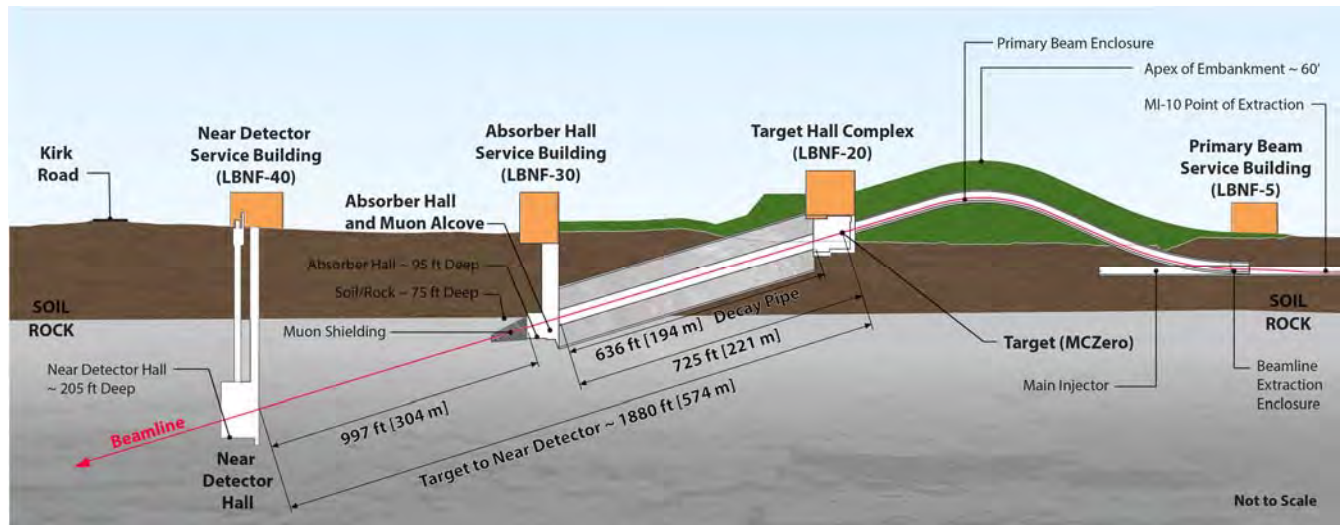 Primary Beam Enclosure
Apex of Embankment ~ 60'
MI-10 Point of Extraction
Kirk
Road
Near Detector
Service Building
(LBNF-40)
Absorber Hall
Service Building
(LBNF-30)
Target Hall Complex
(LBNF-20)
Primary Beam
Service Building
(LBNF-5)
Absorber Hall
and Muon Alcove
Absorber Hall ~ 95 ft Deep
Soil/Rock ~ 75 ft Deep
Muon Shielding
SOIL
ROCK
SOIL
ROCK
Near Detector Hall
~ 205 ft Deep
Beamline
Near
Detector
Hall
997 ft [304 m]
Target to Near Detector ~ 1880 ft [574 m]
636 ft [194 m] Decay Pipe
725 ft [221 m]
Target (MCZero)
Main Injector
Beamline
Extraction
Enclosure
Not to Scale